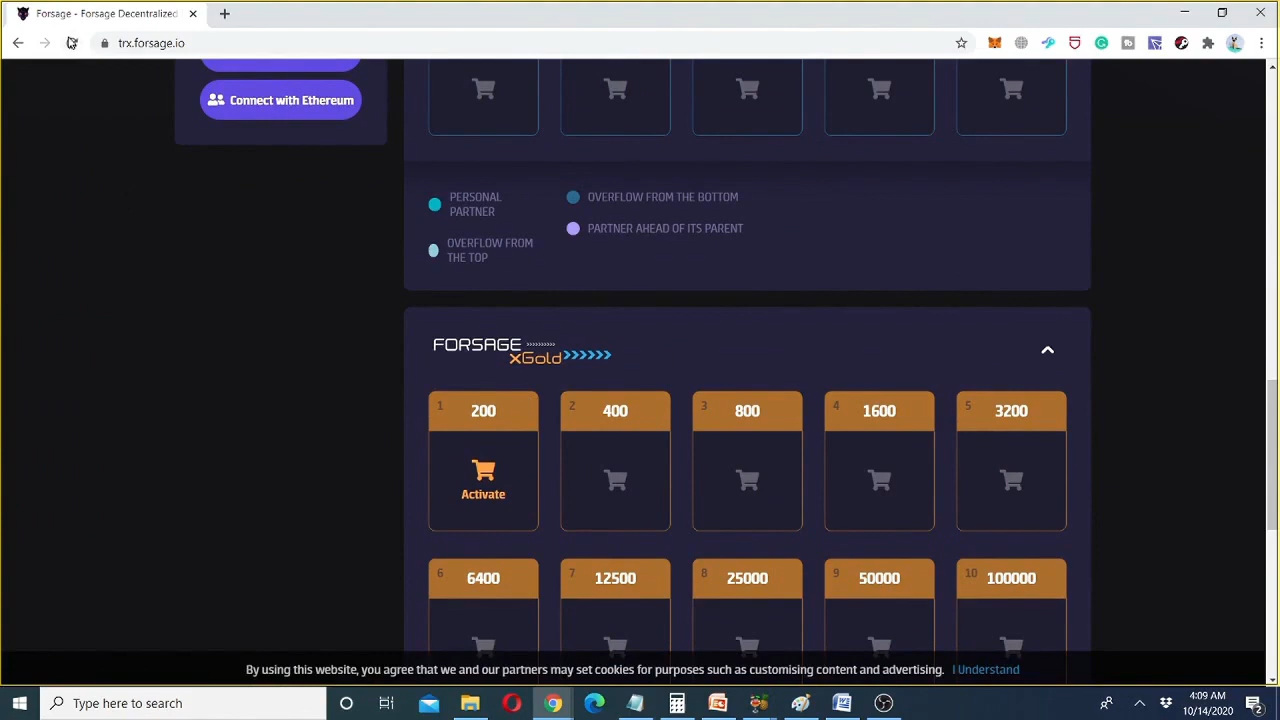 Forsage - Forsage Decentralized
trx.forsage.io
Connect with Ethereum
PERSONAL
PARTNER
OVERFLOW FROM THE BOTTOM
PARTNER AHEAD OF ITS PARENT
OVERFLOW FROM
THE TOP
FORSAGE
xGold
1 200
2 400
3 800
4 1600
5 3200
Activate
6 6400
7 12500
8 25000
9 50000
10 100000
By using this website, you agree that we and our partners may set cookies for purposes such as customising content and advertising. I Understand
Type here to search
4:09 AM
10/14/2020
2